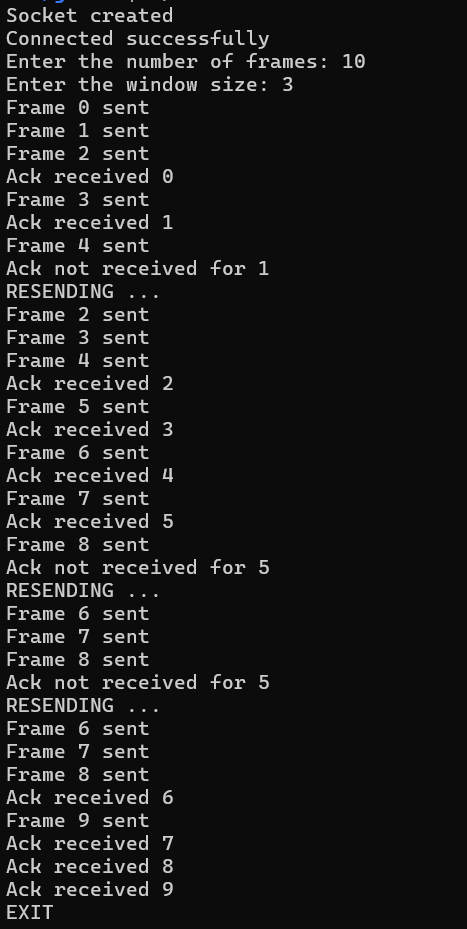 Socket created
Connected successfully
Enter the number of frames: 10
Enter the window size: 3
Frame 0 sent
Frame 1 sent
Frame 2 sent
Ack received 0
Frame 3 sent
Ack received 1
Frame 4 sent
Ack not received for 1
RESENDING ...
Frame 2 sent
Frame 3 sent
Frame 4 sent
Ack received 2
Frame 5 sent
Ack received 3
Frame 6 sent
Ack received 4
Frame 7 sent
Ack received 5
Frame 8 sent
Ack not received for 5
RESENDING ...
Frame 6 sent
Frame 7 sent
Frame 8 sent
Ack not received for 5
RESENDING ...
Frame 6 sent
Frame 7 sent
Frame 8 sent
Ack received 6
Frame 9 sent
Ack received 7
Ack received 8
Ack received 9
EXIT